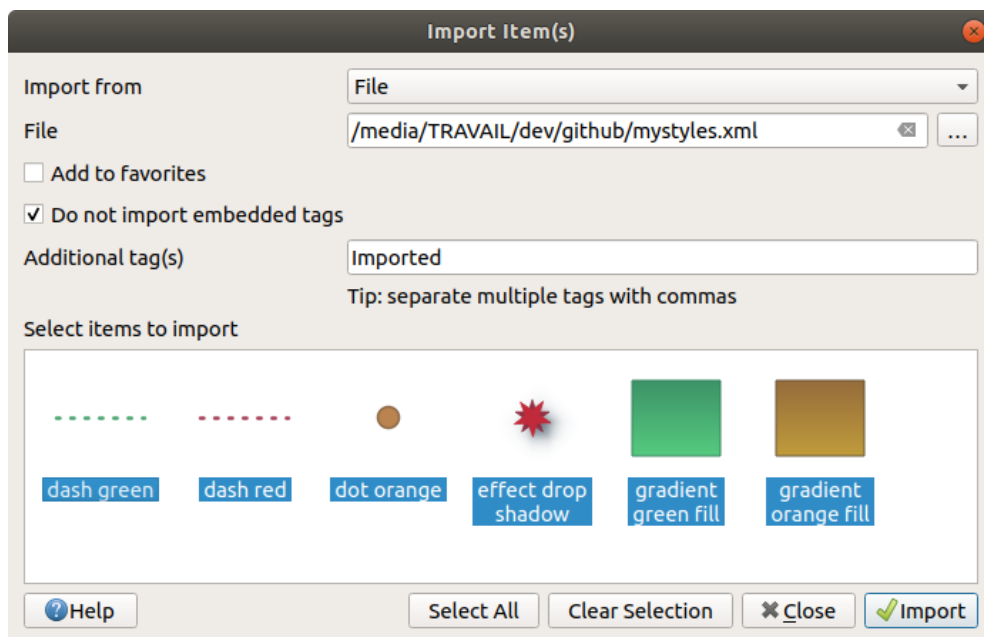 Import Item(s)
Import from File
File /media/TRAVAIL/dev/github/mystyles.xml ...
Add to favorites
Do not import embedded tags
Additional tag(s) Imported
Tip: separate multiple tags with commas
Select items to import
dash green dash red dot orange effect drop shadow gradient green fill gradient orange fill
Help Select All Clear Selection Close Import